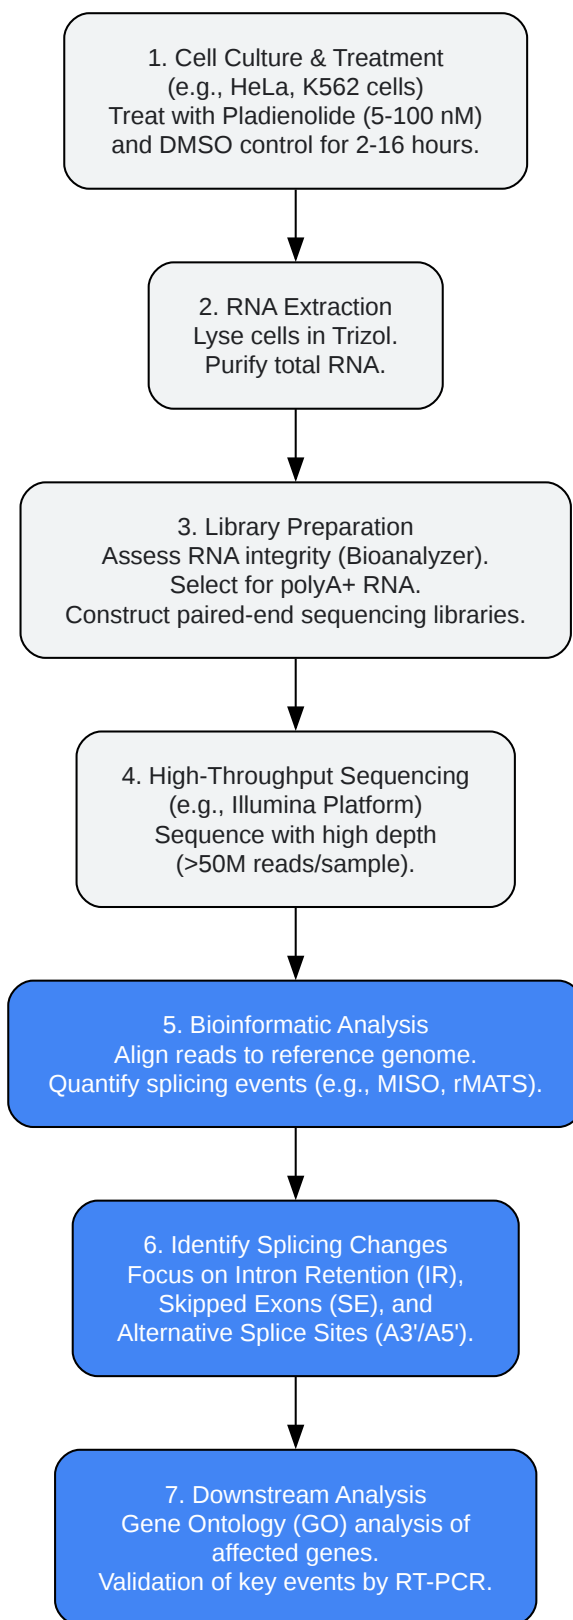 1. Cell Culture & Treatment
(e.g., HeLa, K562 cells)
Treat with Pladienolide (5-100 nM)
and DMSO control for 2-16 hours.
2. RNA Extraction
Lyse cells in Trizol.
Purify total RNA.
3. Library Preparation
Assess RNA integrity (Bioanalyzer).
Select for polyA+ RNA.
Construct paired-end sequencing libraries.
4. High-Throughput Sequencing
(e.g., Illumina Platform)
Sequence with high depth
(>50M reads/sample).
5. Bioinformatic Analysis
Align reads to reference genome.
Quantify splicing events (e.g., MISO, rMATS).
6. Identify Splicing Changes
Focus on Intron Retention (IR),
Skipped Exons (SE), and
Alternative Splice Sites (A3'/A5').
7. Downstream Analysis
Gene Ontology (GO) analysis of
affected genes.
Validation of key events by RT-PCR.